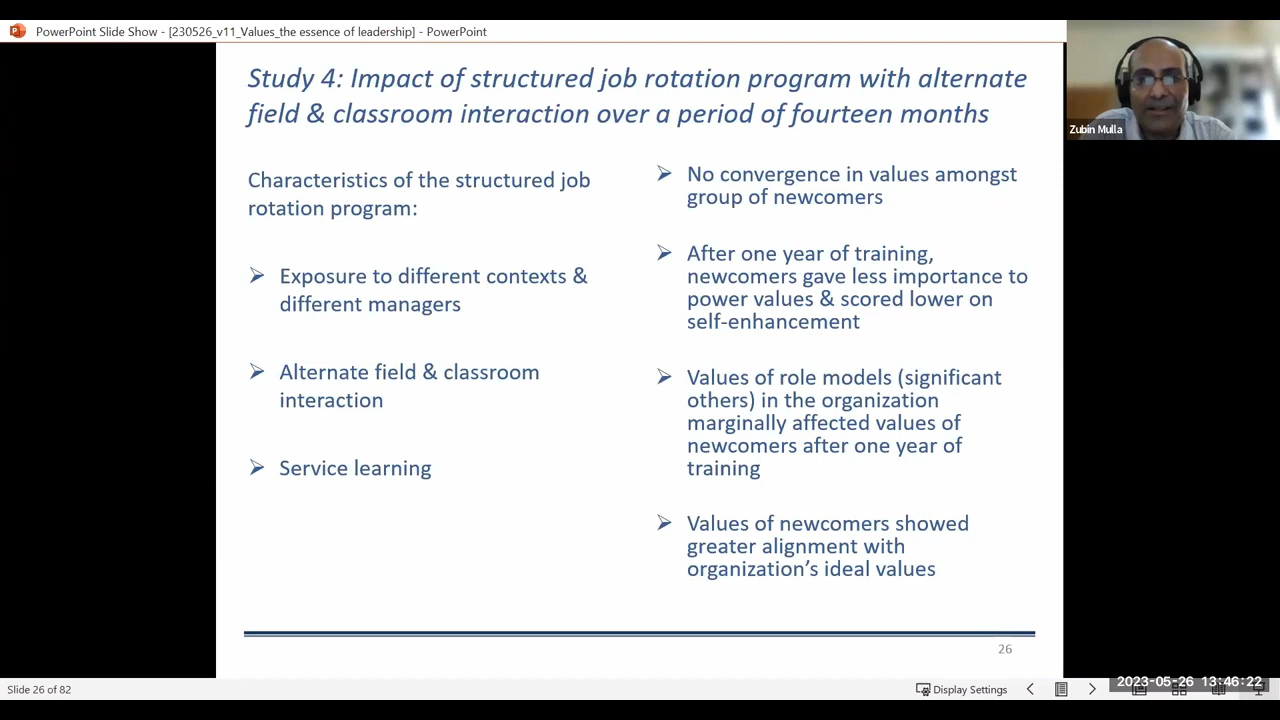 PowerPoint Slide Show - [230526_v11_Values_the essence of leadership] - PowerPoint
Zubin Mulla
Study 4: Impact of structured job rotation program with alternate
field & classroom interaction over a period of fourteen months
Characteristics of the structured job
rotation program:
➢ Exposure to different contexts &
different managers
➢ Alternate field & classroom
interaction
➢ Service learning
➢ No convergence in values amongst
group of newcomers
➢ After one year of training,
newcomers gave less importance to
power values & scored lower on
self-enhancement
➢ Values of role models (significant
others) in the organization
marginally affected values of
newcomers after one year of
training
➢ Values of newcomers showed
greater alignment with
organization’s ideal values
26
Slide 26 of 82
Display Settings
2023-05-26 13:46:22